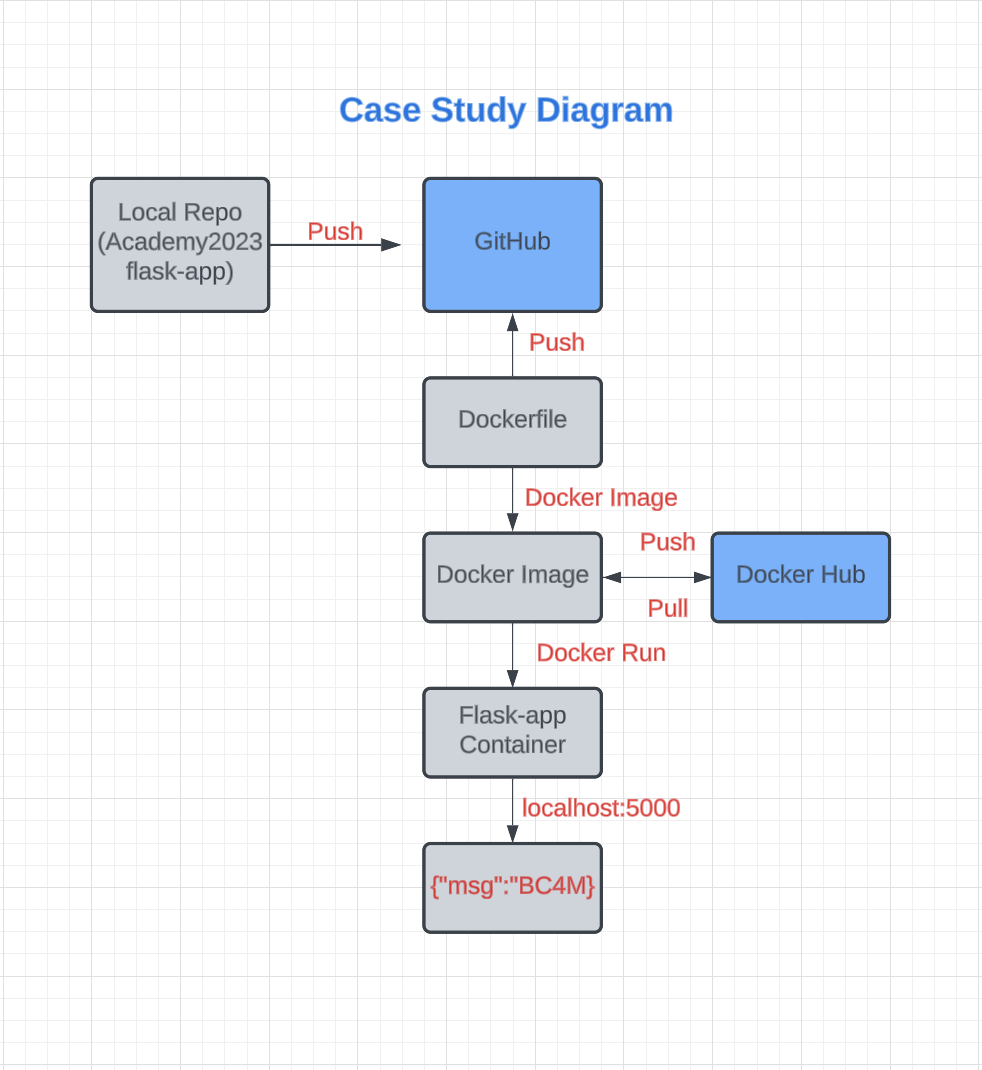 Case Study Diagram
Local Repo
(Academy2023
flask-app)
Push
GitHub
Push
Dockerfile
Docker Image
Docker Image
Push
Pull
Docker Hub
Docker Run
Flask-app
Container
localhost:5000
{"msg":"BC4M}